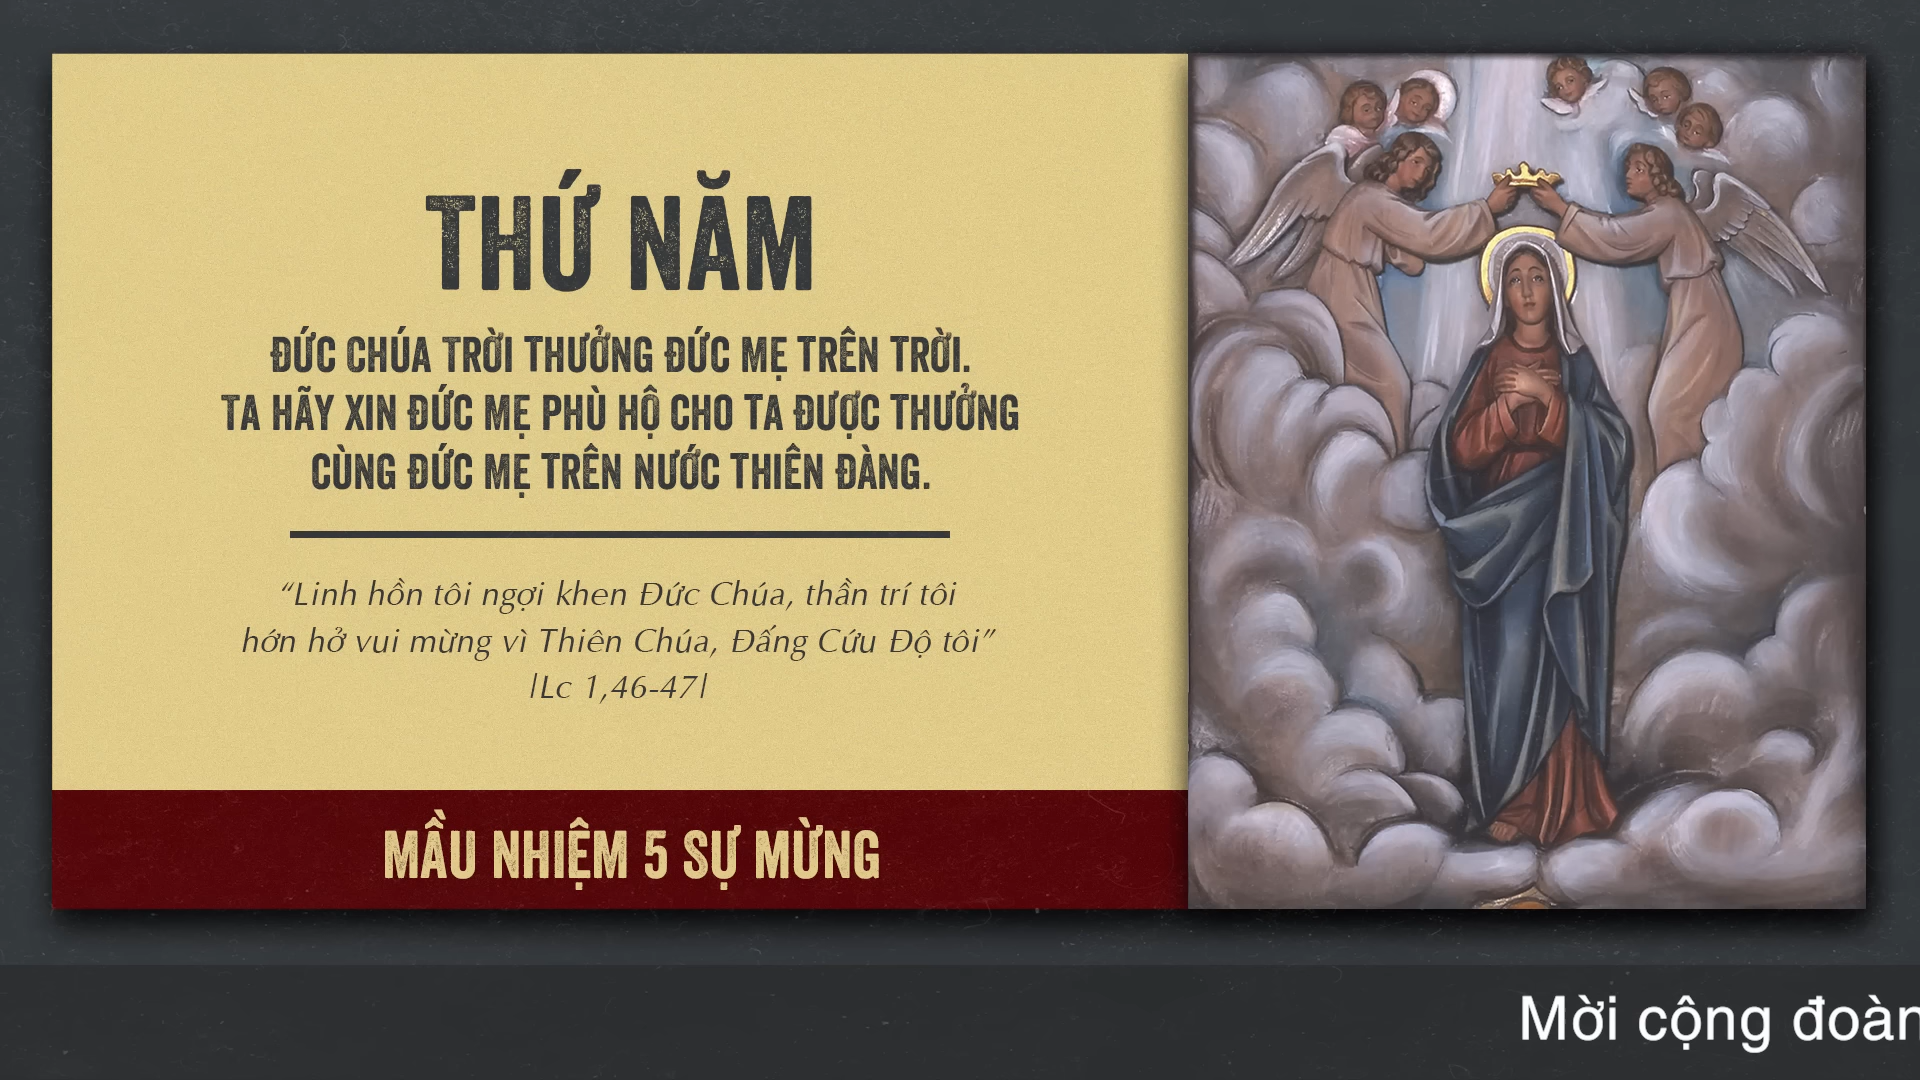 THỨ NĂM
ĐỨC CHÚA TRỜI THƯỞNG ĐỨC MẸ TRÊN TRỜI.
TA HÃY XIN ĐỨC MẸ PHÙ HỘ CHO TA ĐƯỢC THƯỞNG
CÙNG ĐỨC MẸ TRÊN NƯỚC THIÊN ĐÀNG.
“Linh hồn tôi ngợi khen Đức Chúa, thần trí tôi
hớn hở vui mừng vì Thiên Chúa, Đấng Cứu Độ tôi”
|Lc 1,46-47|
MẦU NHIỆM 5 SỰ MỪNG
Mời cộng đoàn